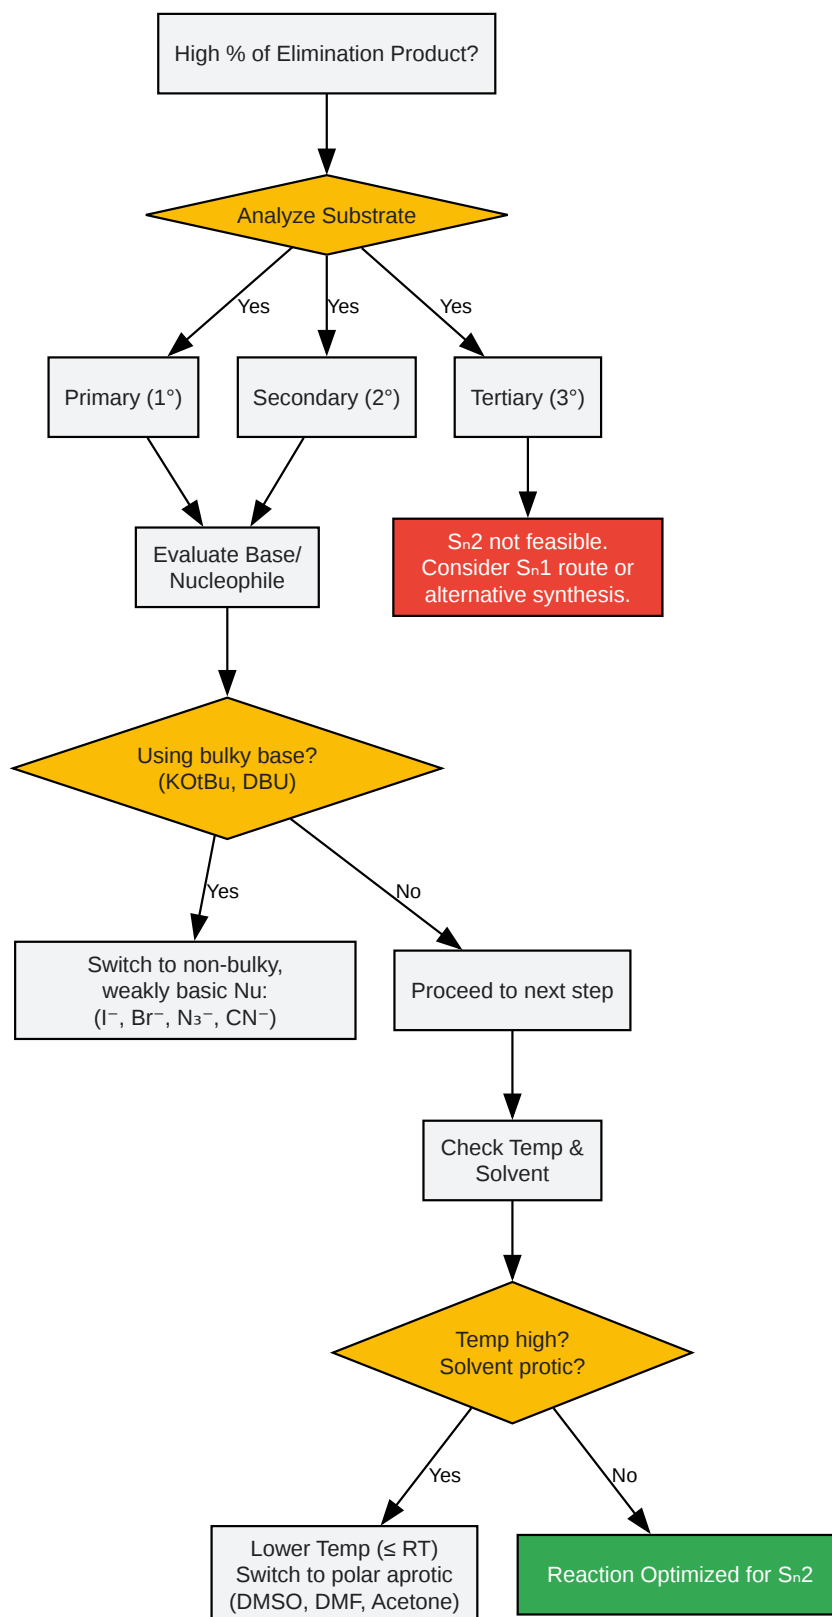 High % of Elimination Product?
Analyze Substrate
Yes
Yes
Yes
Primary (1°)
Secondary (2°)
Tertiary (3°)
Evaluate Base/
Nucleophile
Sₙ2 not feasible.
Consider Sₙ1 route or
alternative synthesis.
Using bulky base?
(KOtBu, DBU)
Yes
No
Switch to non-bulky,
weakly basic Nu:
(I⁻, Br⁻, N₃⁻, CN⁻)
Proceed to next step
Check Temp &
Solvent
Temp high?
Solvent protic?
Yes
No
Lower Temp (≤ RT)
Switch to polar aprotic
(DMSO, DMF, Acetone)
Reaction Optimized for Sₙ2